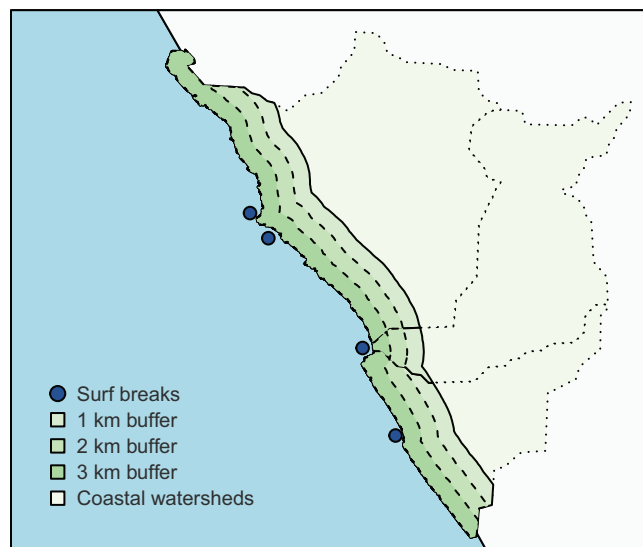 Surf breaks
1 km buffer
2 km buffer
3 km buffer
Coastal watersheds